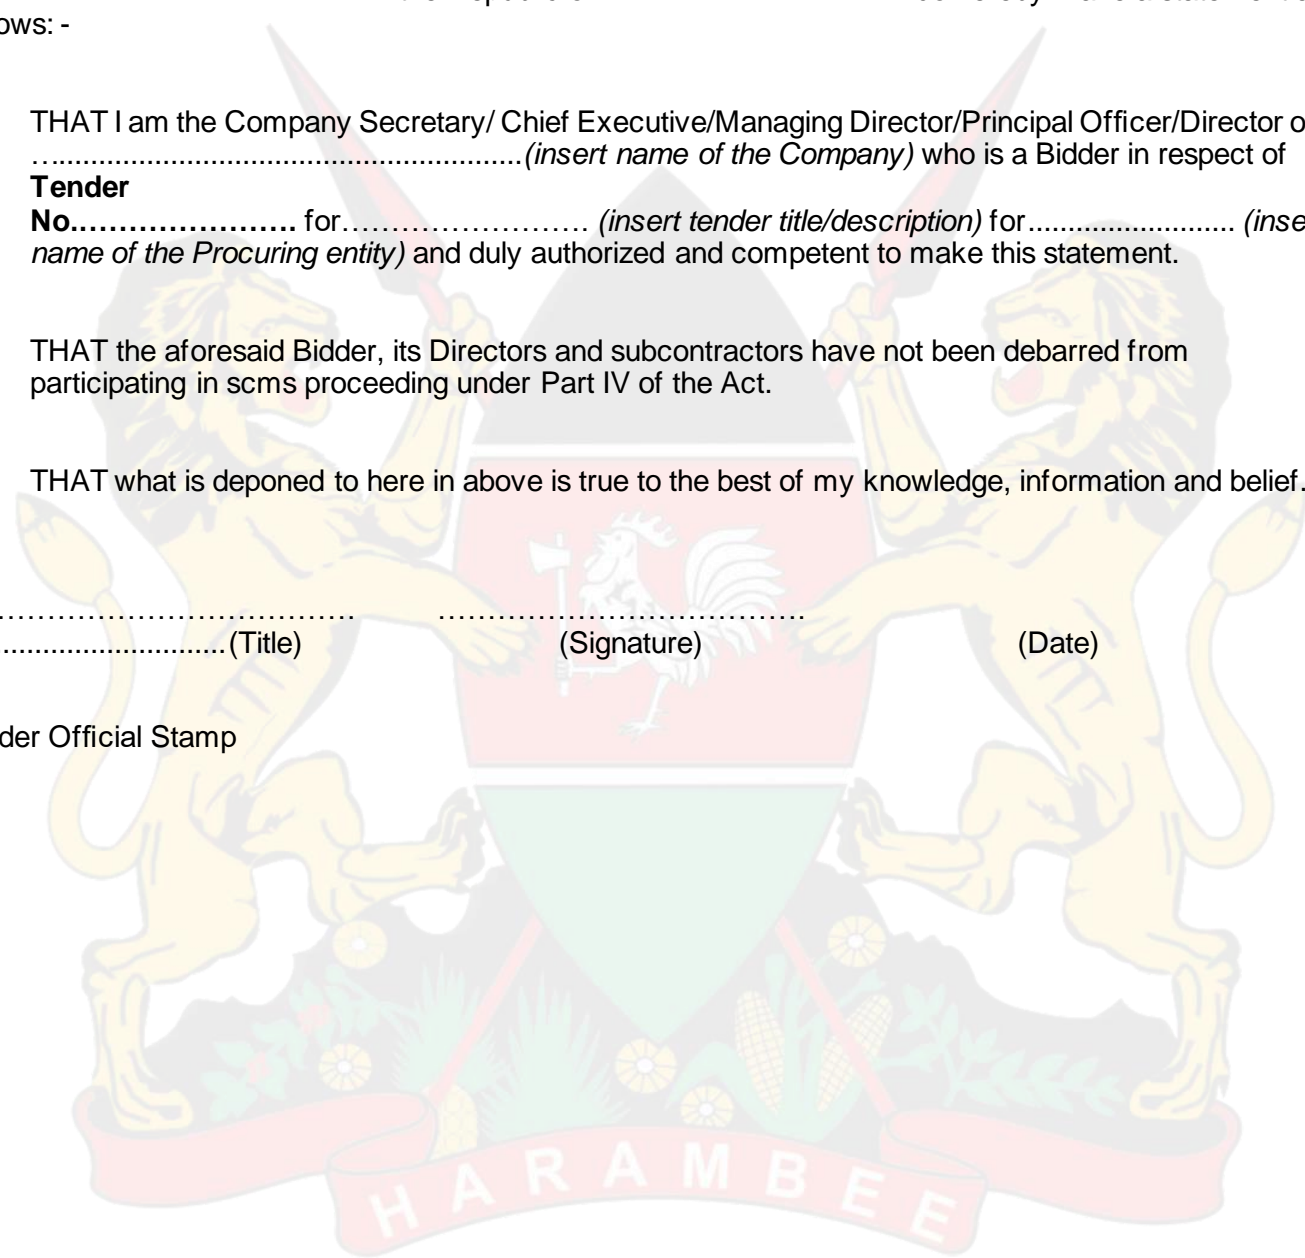 ows: -
THAT I am the Company Secretary/ Chief Executive/Managing Director/Principal Officer/Director o
….........................................................(insert name of the Company) who is a Bidder in respect of
Tender
No.…………………. for……………………. (insert tender title/description) for.......................... (inse
name of the Procuring entity) and duly authorized and competent to make this statement.
THAT the aforesaid Bidder, its Directors and subcontractors have not been debarred from
participating in scms proceeding under Part IV of the Act.
THAT what is deponed to here in above is true to the best of my knowledge, information and belief.
……………………………… ……………………………….
............................(Title) (Signature) (Date)
der Official Stamp
HARAMBEE